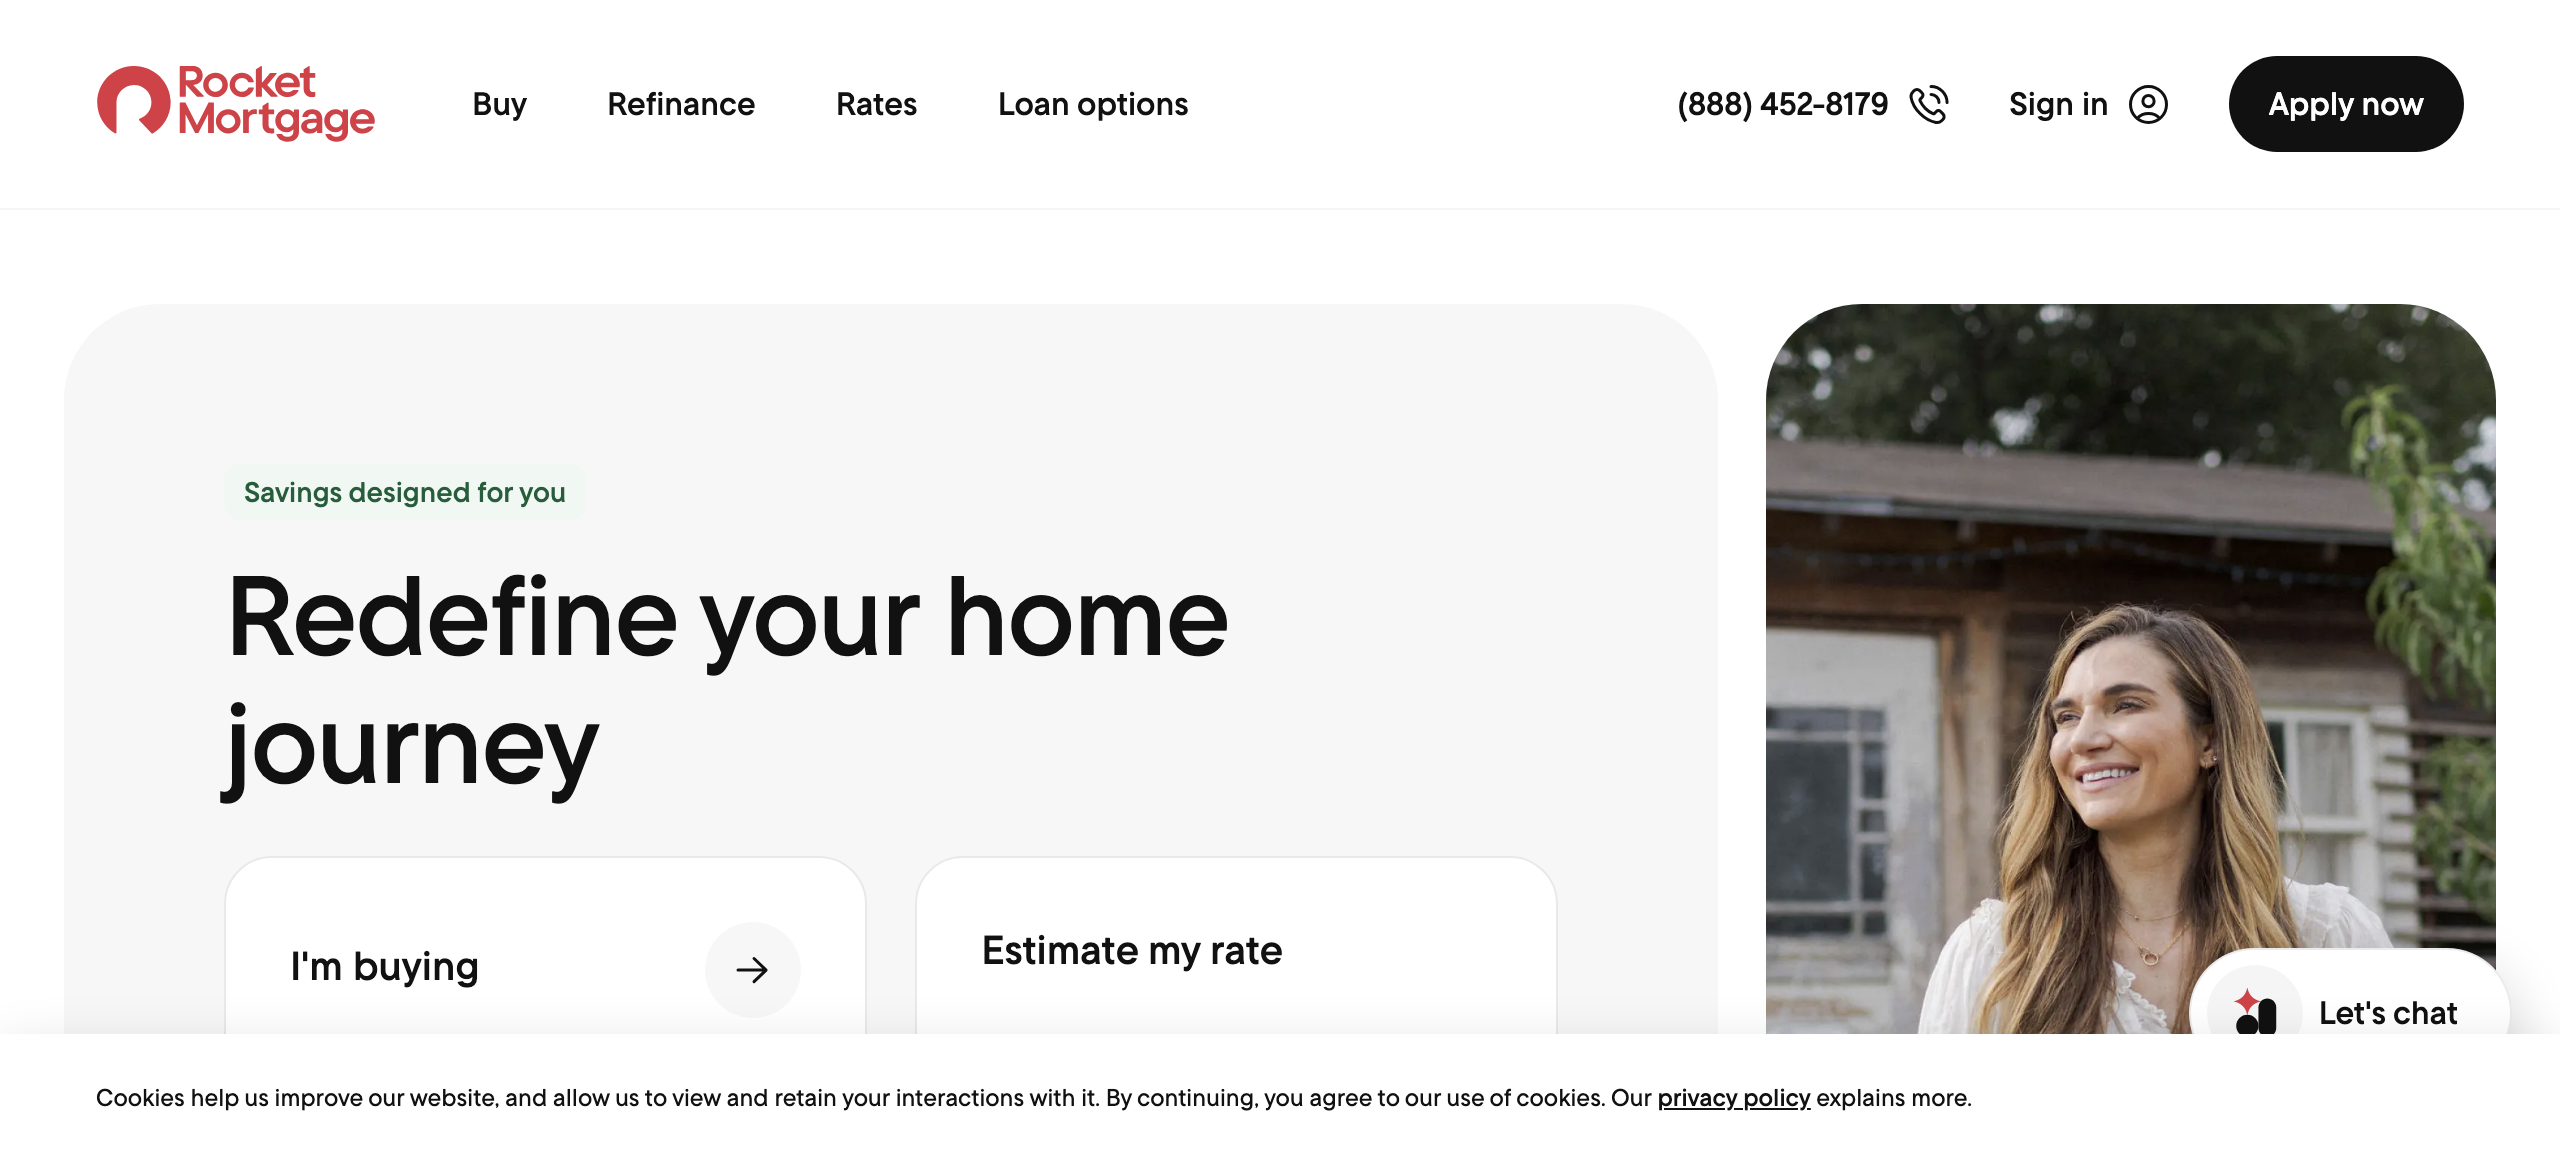 Rocket
Mortgage
Buy
Refinance
Rates
Loan options
(888) 452-8179
Sign in
Apply now
Savings designed for you
Redefine your home
journey
I'm buying
Estimate my rate
Let's chat
Cookies help us improve our website, and allow us to view and retain your interactions with it. By continuing, you agree to our use of cookies. Our privacy policy explains more.